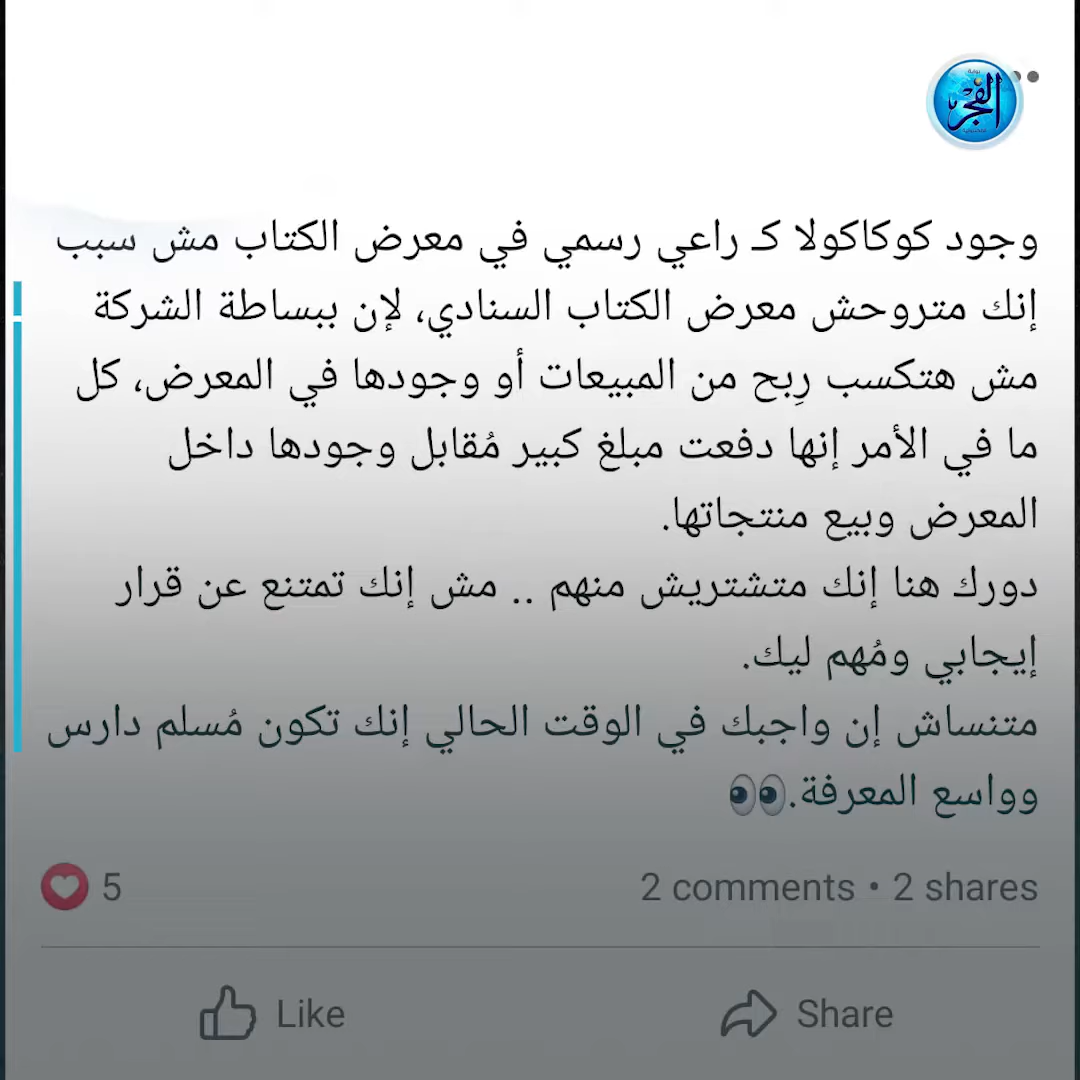 الفجر
وجود كوكاكولا كـ راعي رسمي في معرض الكتاب مش سبب
إنك متروحش معرض الكتاب السنادي، لإن ببساطة الشركة
مش هتكسب رِبح من المبيعات أو وجودها في المعرض، كل
ما في الأمر إنها دفعت مبلغ كبير مُقابل وجودها داخل
المعرض وبيع منتجاتها.
دورك هنا إنك متشتريش منهم .. مش إنك تمتنع عن قرار
إيجابي ومُهم ليك.
متنساش إن واجبك في الوقت الحالي إنك تكون مُسلم دارس
وواسع المعرفة.👀
5
2 comments • 2 shares
Like
Share